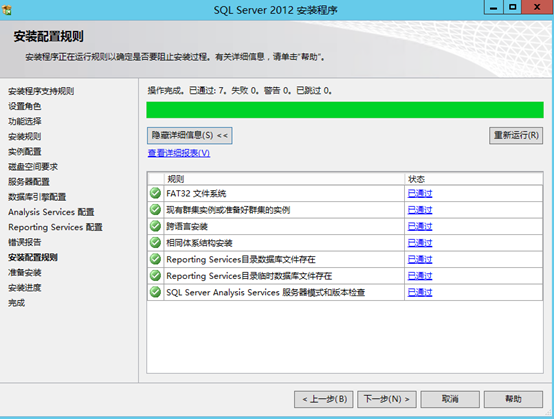 SQL Server 2012 安装程序
安装配置规则
安装程序正在运行规则以确定是否要阻止安装过程。有关详细信息，请单击"帮助"。
安装程序支持规则
设置角色
功能选择
安装规则
实例配置
磁盘空间要求
服务器配置
数据库引擎配置
Analysis Services 配置
Reporting Services 配置
错误报告
安装配置规则
准备安装
安装进度
完成
操作完成。已通过: 7。失败 0。警告 0。已跳过 0。
隐藏详细信息(S) <<
重新运行(R)
查看详细报表(V)
规则 状态
FAT32 文件系统 已通过
现有群集实例或准备好群集的实例 已通过
跨语言安装 已通过
相同体系结构安装 已通过
Reporting Services目录数据库文件存在 已通过
Reporting Services目录临时数据库文件存在 已通过
SQL Server Analysis Services 服务器模式和版本检查 已通过
< 上一步(B) 下一步(N) > 取消 帮助